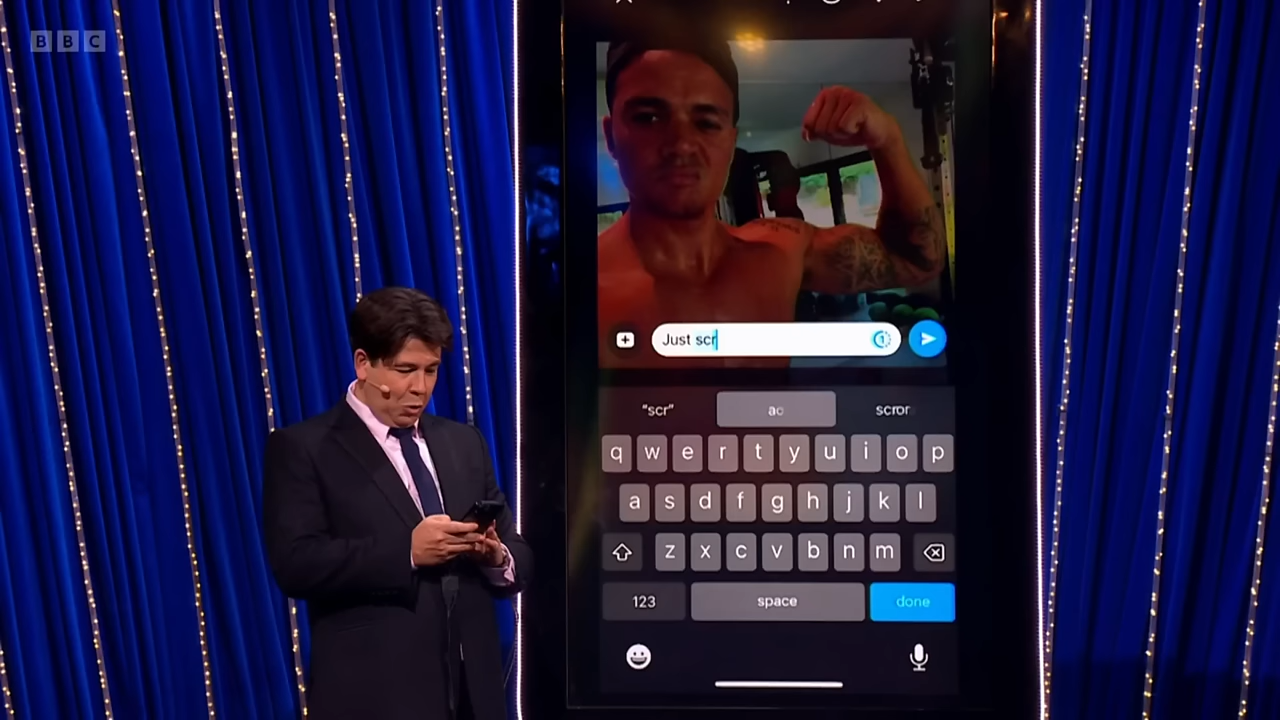 BBC
Just scr
"scr" ac scror
q w e r t y u i o p
a s d f g h j k l
z x c v b n m
123 space done